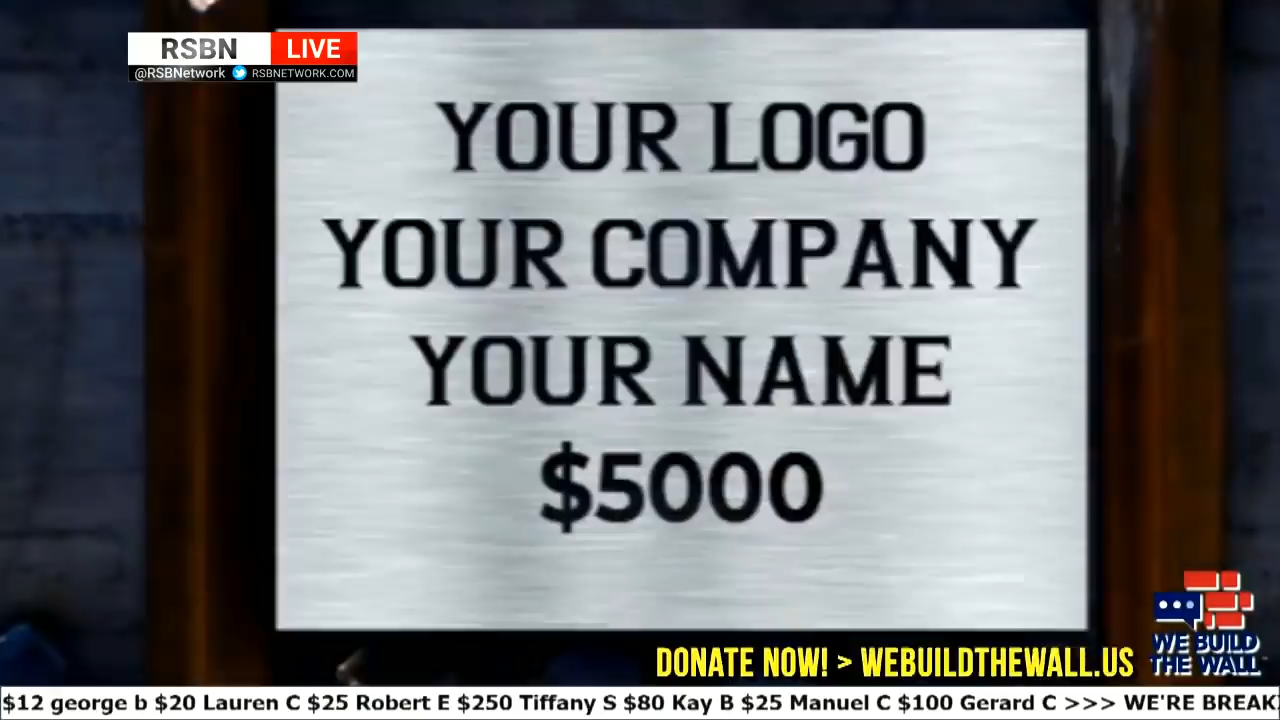 RSBN LIVE
@RSBNetwork RSBNETWORK.COM
YOUR LOGO
YOUR COMPANY
YOUR NAME
$5000
DONATE NOW! > WEBUILDTHEWALL.US
WE BUILD
THE WALL
$12 george b $20 Lauren C $25 Robert E $250 Tiffany S $80 Kay B $25 Manuel C $100 Gerard C >>> WE'RE BREAK